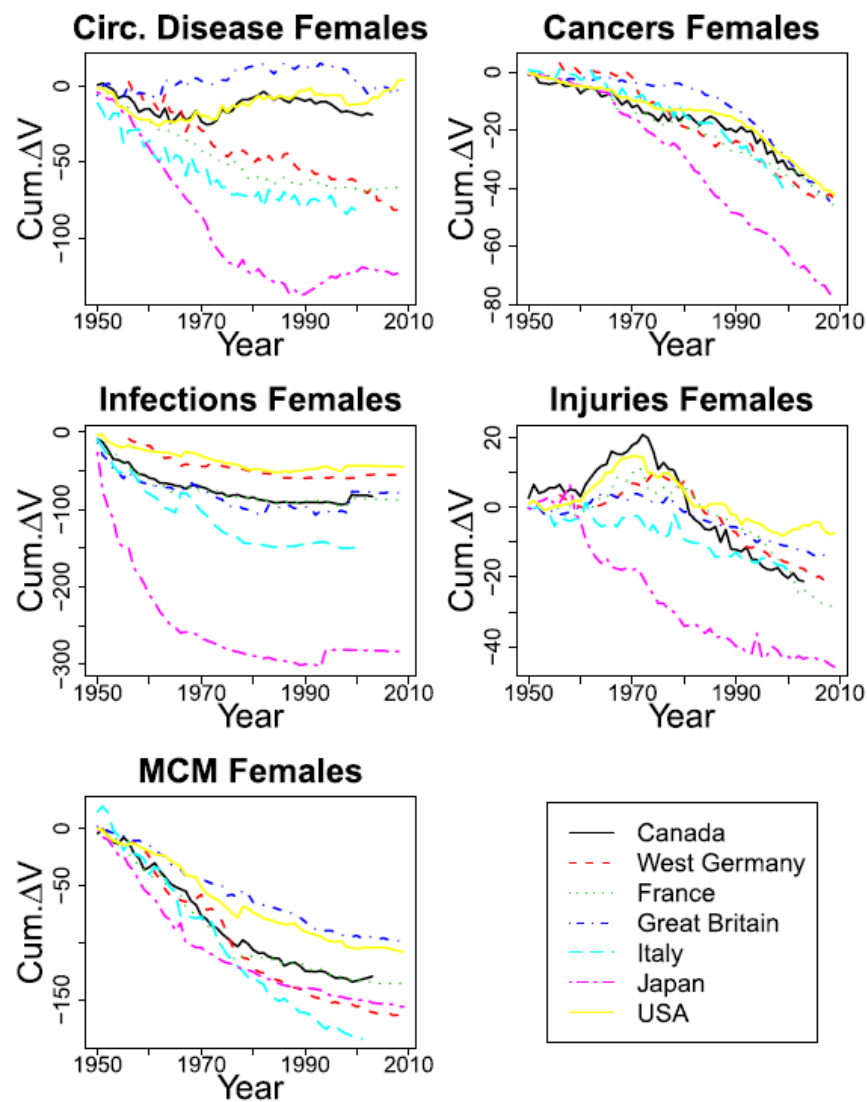 Circ. Disease Females
Cum.ΔV
0
−50
−100
1950
1970
1990
2010
Year
Cancers Females
Cum.ΔV
0
−20
−40
−60
−80
1950
1970
1990
2010
Year
Infections Females
Cum.ΔV
0
−100
−200
−300
1950
1970
1990
2010
Year
Injuries Females
Cum.ΔV
20
0
−20
−40
1950
1970
1990
2010
Year
MCM Females
Cum.ΔV
0
−50
−150
1950
1970
1990
2010
Year
Canada
West Germany
France
Great Britain
Italy
Japan
USA